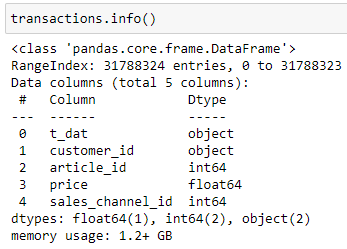 transactions.info()
<class 'pandas.core.frame.DataFrame'>
RangeIndex: 31788324 entries, 0 to 31788323
Data columns (total 5 columns):
 #   Column            Dtype
---  ------            -----
 0   t_dat             object
 1   customer_id       object
 2   article_id        int64
 3   price             float64
 4   sales_channel_id  int64
dtypes: float64(1), int64(2), object(2)
memory usage: 1.2+ GB